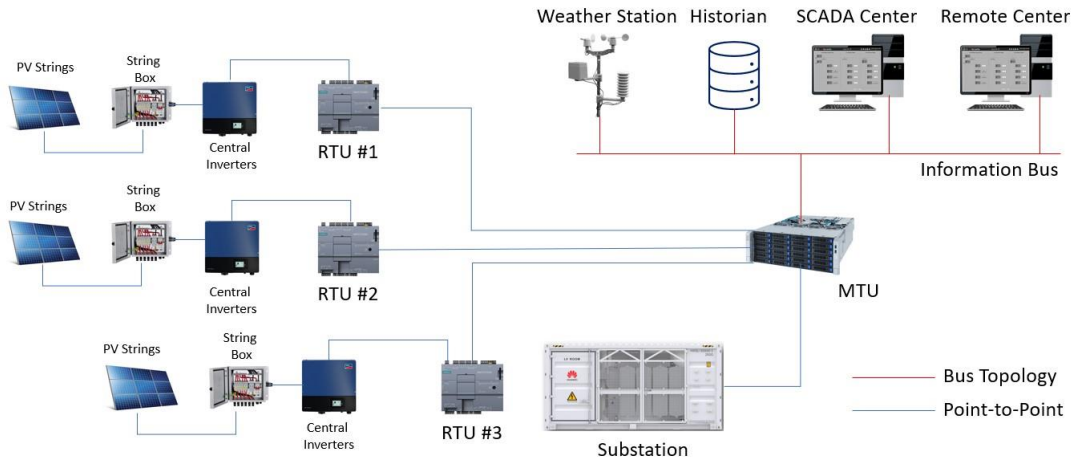 Weather Station
Historian
SCADA Center
Remote Center
PV Strings
String
Box
Central
Inverters
RTU #1
Information Bus
PV Strings
String
Box
Central
Inverters
RTU #2
MTU
PV Strings
String
Box
Central
Inverters
RTU #3
Substation
Bus Topology
Point-to-Point